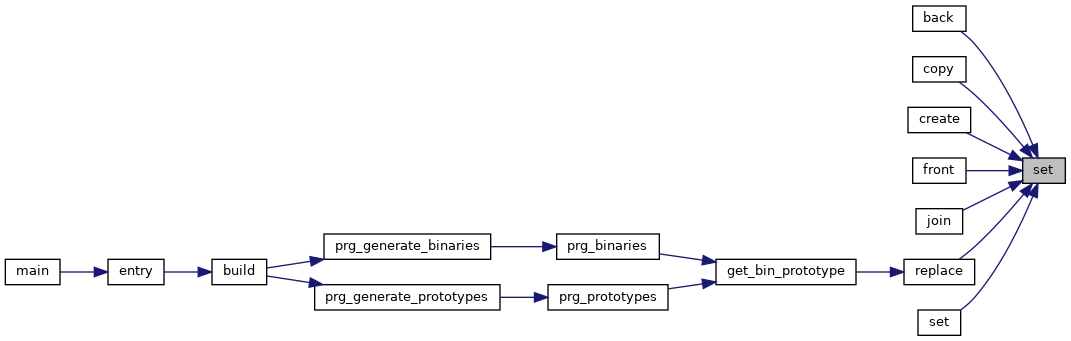 back
copy
create
front
set
join
prg_generate_binaries
prg_binaries
main
entry
build
get_bin_prototype
replace
prg_generate_prototypes
prg_prototypes
set